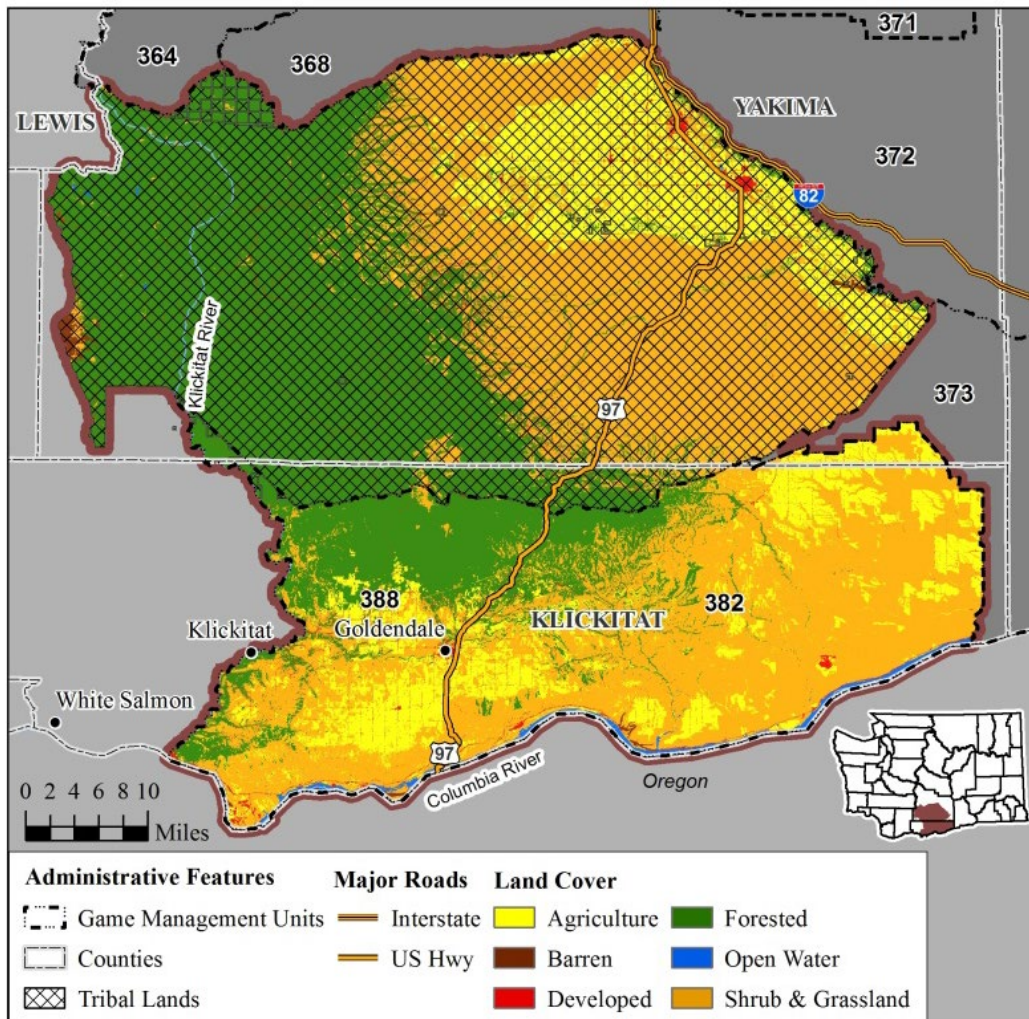 371
364
368
LEWIS
YAKIMA
372
82
Klickitat River
97
373
388
382
Klickitat
Goldendale
KLICKITAT
White Salmon
97
Columbia River
Oregon
0 2 4 6 8 10
Miles
Administrative Features
Game Management Units
Counties
Tribal Lands
Major Roads
Interstate
US Hwy
Land Cover
Agriculture
Barren
Developed
Forested
Open Water
Shrub & Grassland